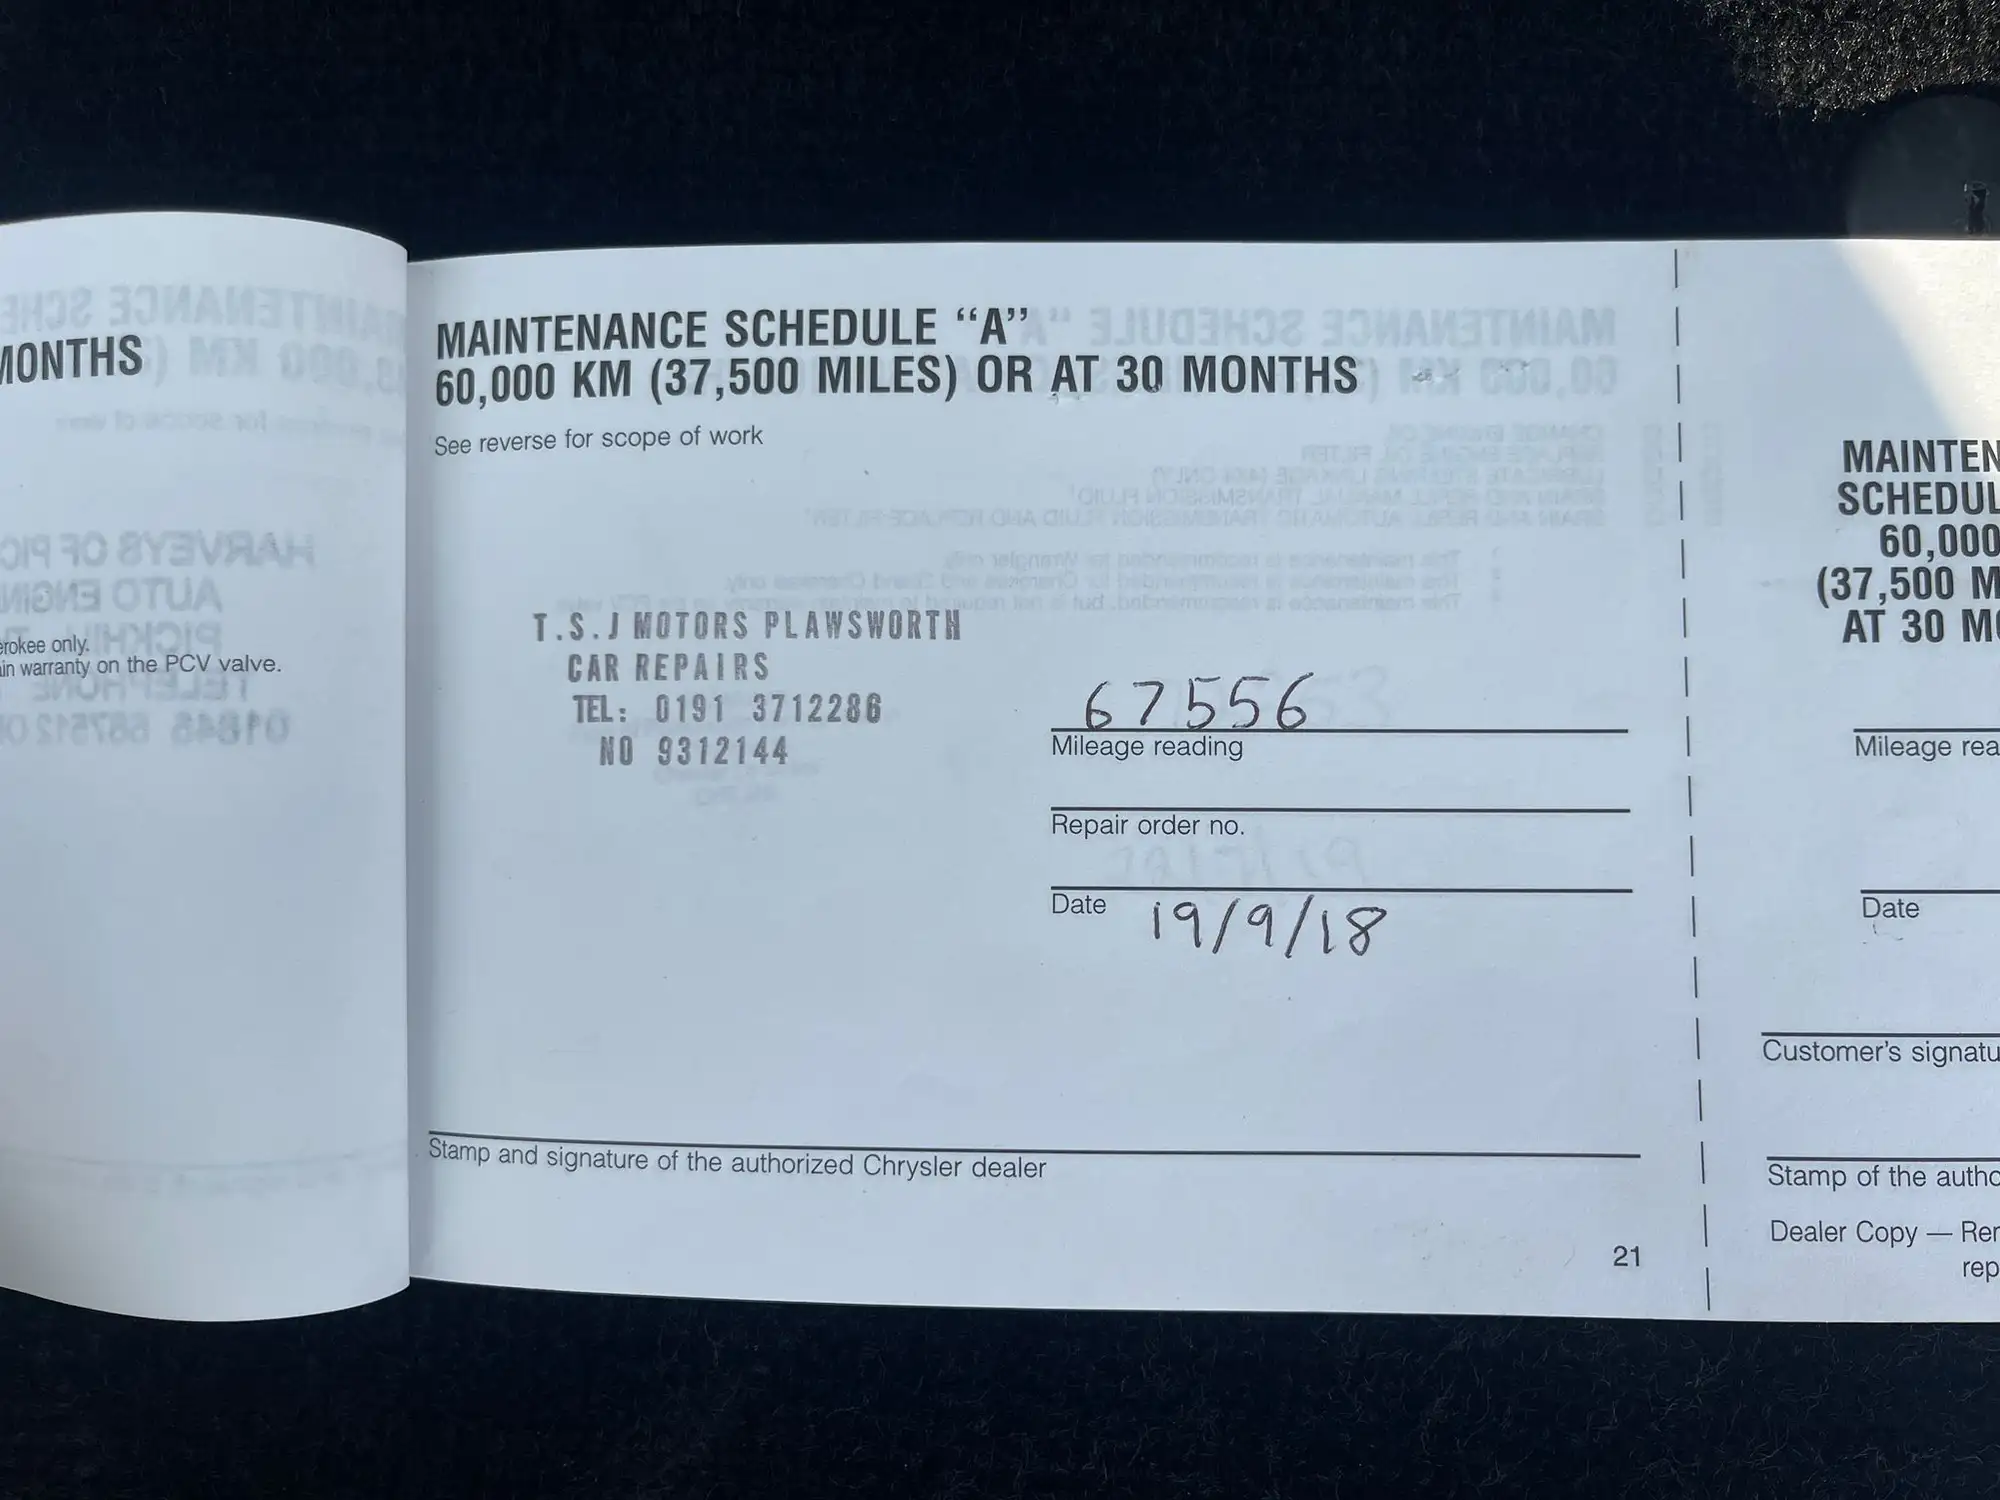 MONTHS
erokee only.
ain warranty on the PCV valve.
MAINTENANCE SCHEDULE “A”
60,000 KM (37,500 MILES) OR AT 30 MONTHS
See reverse for scope of work
T.S.J MOTORS PLAWSWORTH
CAR REPAIRS
TEL: 0191 3712286
NO 9312144
67556
Mileage reading
Repair order no.
Date 19/9/18
Stamp and signature of the authorized Chrysler dealer
21
MAINTEN
SCHEDUL
60,000
(37,500 M
AT 30 MO
Mileage rea
Date
Customer's signatu
Stamp of the autho
Dealer Copy — Rem
rep